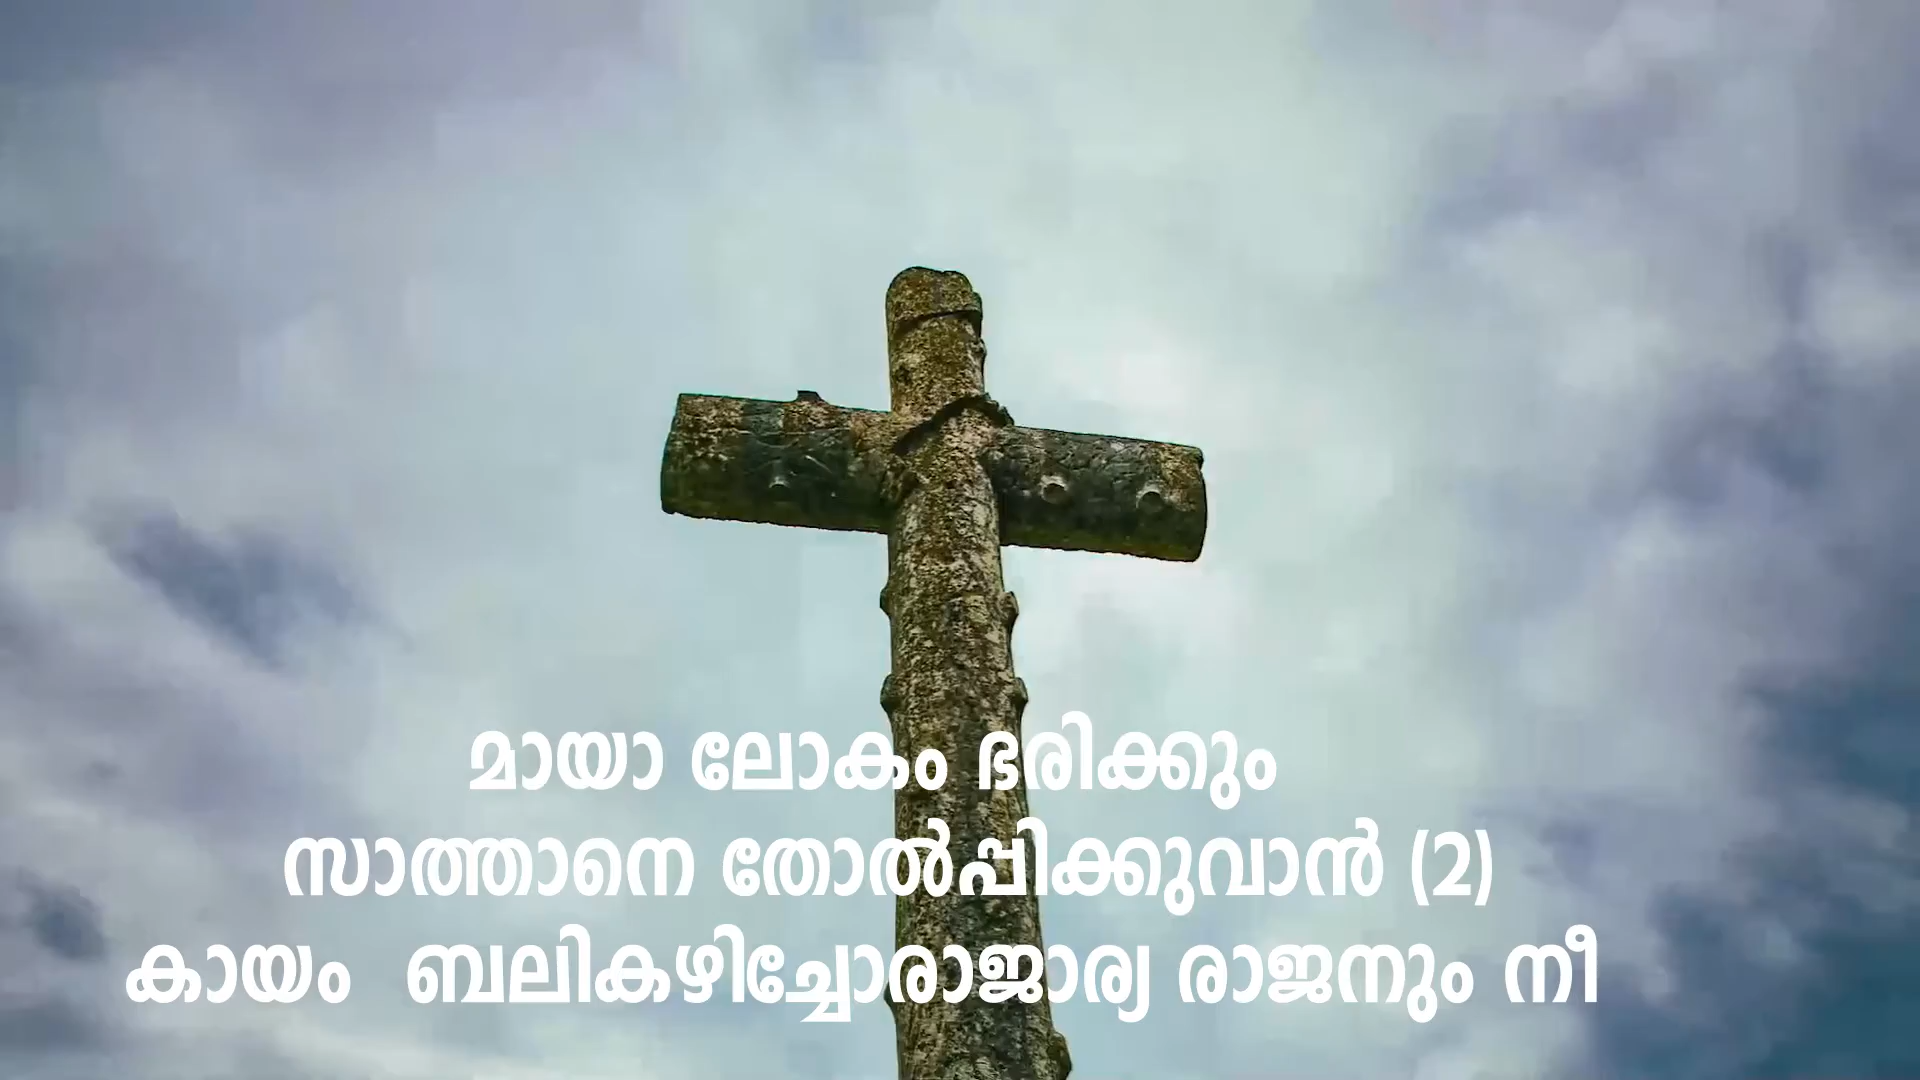 മായാ ലോകം ഭരിക്കും
സാത്താനെ തോൽപ്പിക്കുവാൻ (2)
കായം ബലികഴിച്ചോരാജാര്യ രാജനും നീ